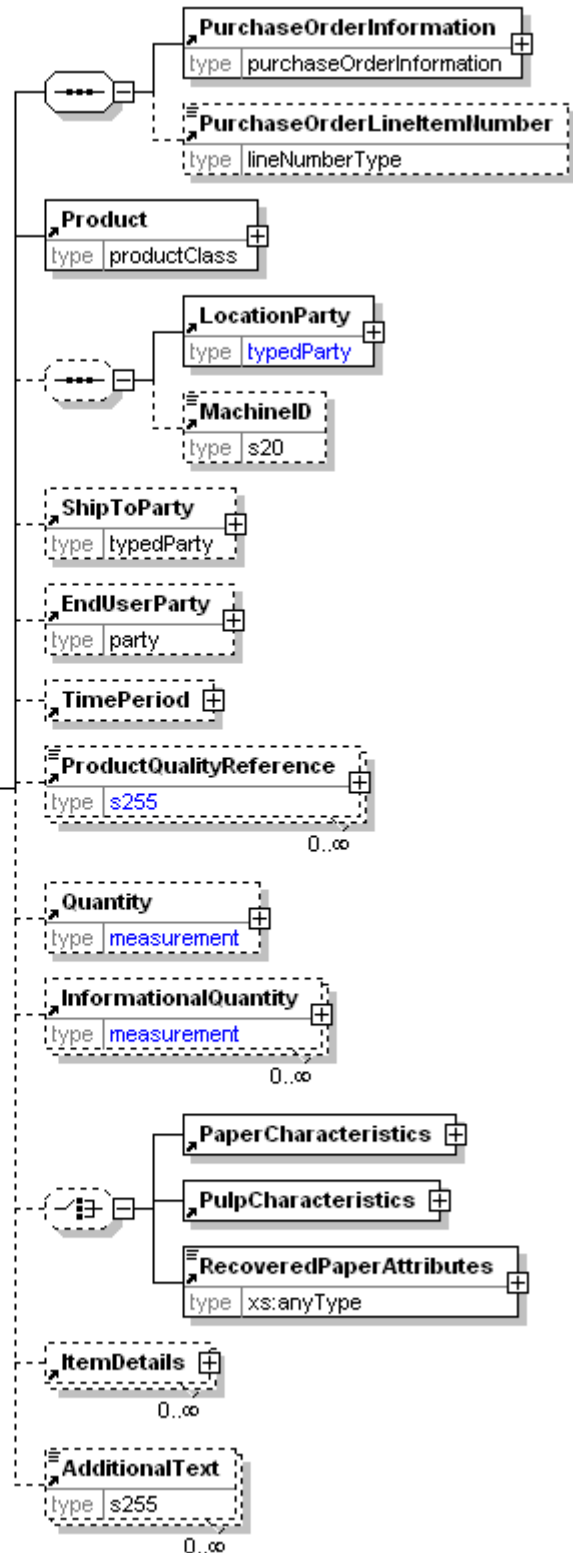 PurchaseOrderInformation
type purchaseOrderInformation
PurchaseOrderLineItemNumber
type lineNumberType
Product
type productClass
LocationParty
type typedParty
MachineID
type s20
ShipToParty
type typedParty
EndUserParty
type party
TimePeriod
ProductQualityReference
type s255
0..∞
Quantity
type measurement
InformationalQuantity
type measurement
0..∞
PaperCharacteristics
PulpCharacteristics
RecoveredPaperAttributes
type xs:anyType
ItemDetails
0..∞
AdditionalText
type s255
0..∞